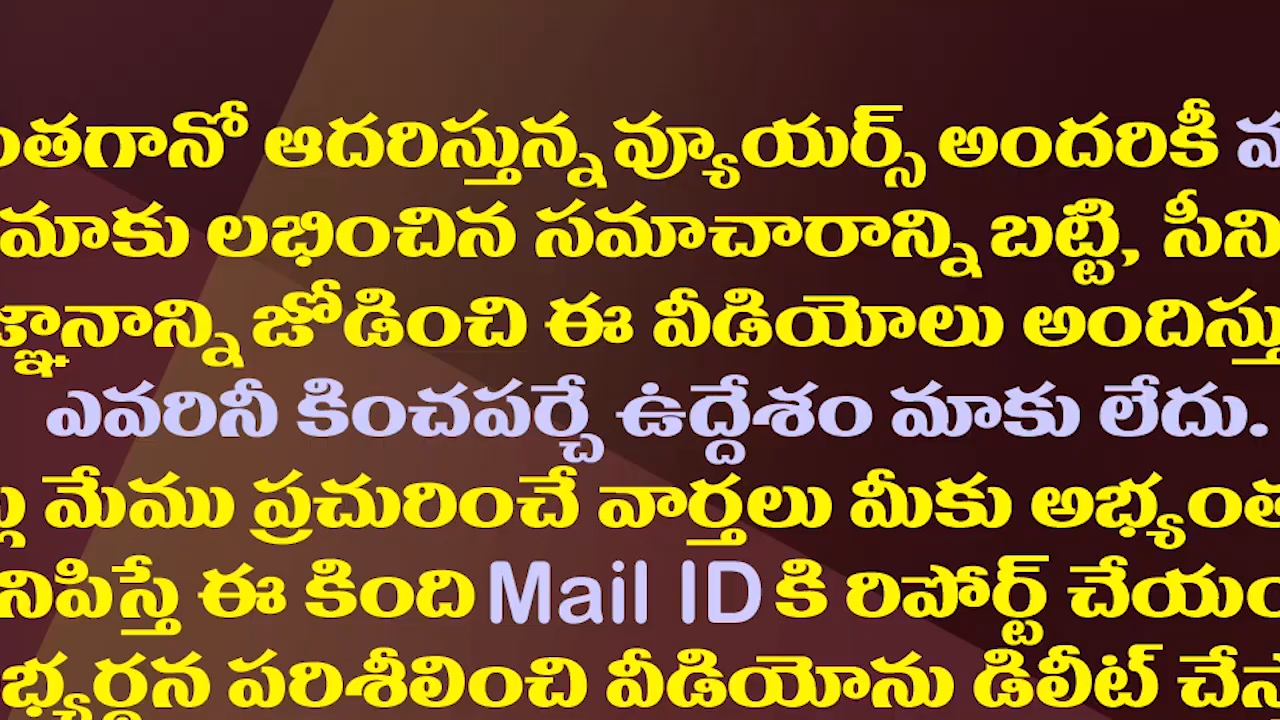 ంతగానో ఆదరిస్తున్న వ్యూయర్స్ అందరికీ
మాకు లభించిన సమాచారాన్ని బట్టి, సీని
జ్ఞానాన్ని జోడించి ఈ వీడియోలు అందిస్తు
ఎవరినీ కించపర్చే ఉద్దేశం మాకు లేదు.
మేము ప్రచురించే వార్తలు మీకు అభ్యంత
నిపిస్తే ఈ కింది Mail ID కి రిపోర్ట్ చేయం
భ్యర్థన పరిశీలించి వీడియోను డిలీట్ చేస